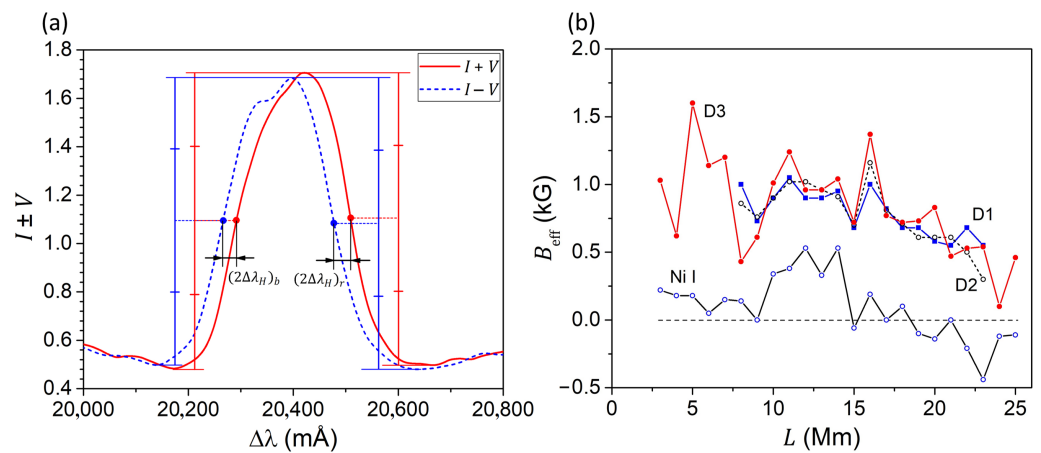 (a)
1.8
1.6
1.4
1.2
1.0
0.8
0.6
0.4
I ± V
I + V
I − V
(2Δλ_H)_b
(2Δλ_H)_r
20,000 20,200 20,400 20,600 20,800
Δλ (mÅ)
(b)
2.0
1.5
1.0
0.5
0.0
−0.5
B_eff (kG)
D3
D1
D2
Ni I
0 5 10 15 20 25
L (Mm)